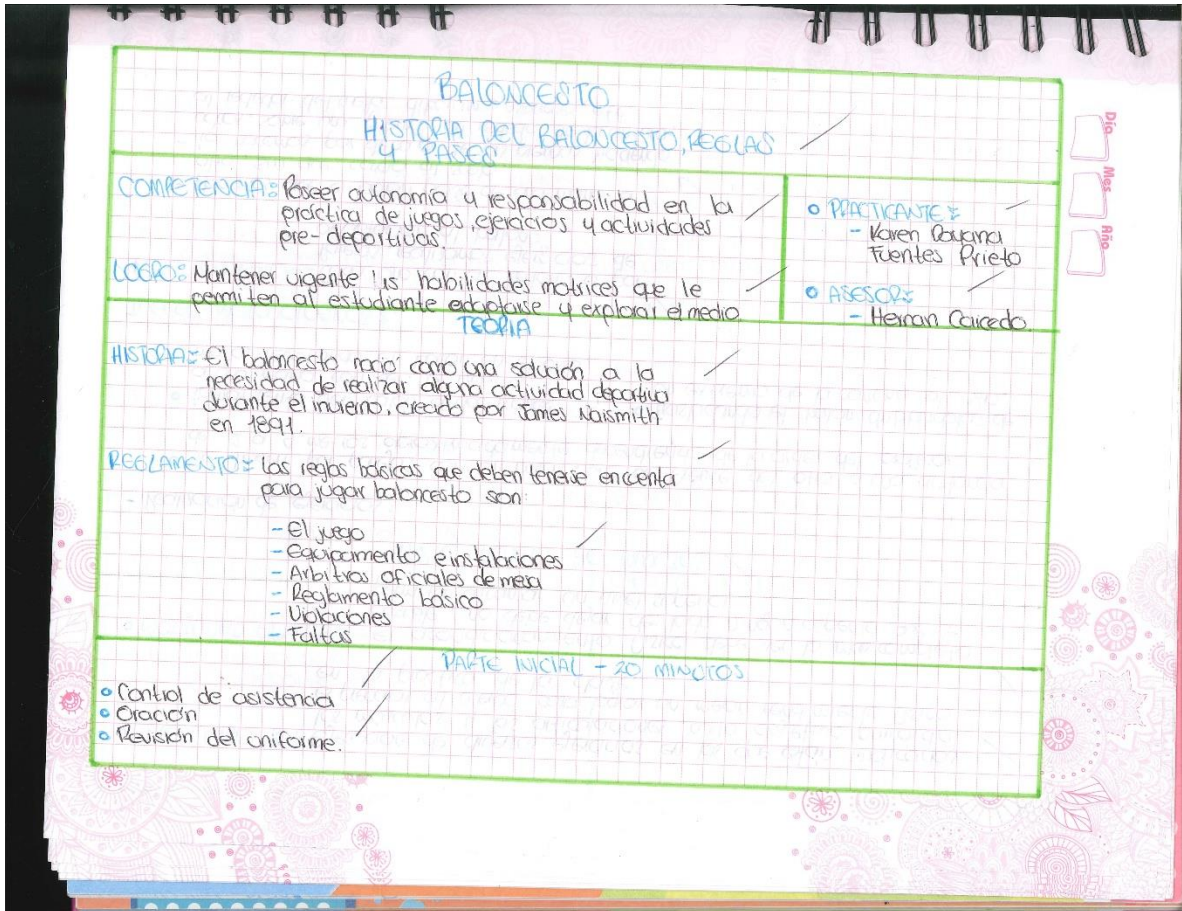 BALONCESTO
HISTORIA DEL BALONCESTO, REGLAS
Y PASES
COMPETENCIA: Poseer autonomía y responsabilidad en la
práctica de juegos, ejercicios y actividades
pre-deportivas.
LOGRO: Mantener vigente las habilidades motrices que le
permiten al estudiante adaptarse y explorar el medio
PRACTICANTE:
- Karen Dayana
Fuentes Prieto
ASESOR:
- Hernan Caicedo
Día
Mes
Año
TEORIA
HISTORIA: El baloncesto nació como una solución a la
necesidad de realizar alguna actividad deportiva
durante el invierno, creado por James Naismith
en 1891.
REGLAMENTO: Las reglas básicas que deben tenerse encuenta
para jugar baloncesto son:
- El juego
- Equipamento e instalaciones
- Arbitros oficiales de mesa
- Reglamento básico
- Violaciones
- Faltas
PARTE INICIAL - 20 MINUTOS
Control de asistencia
Oración
Revisión del uniforme.